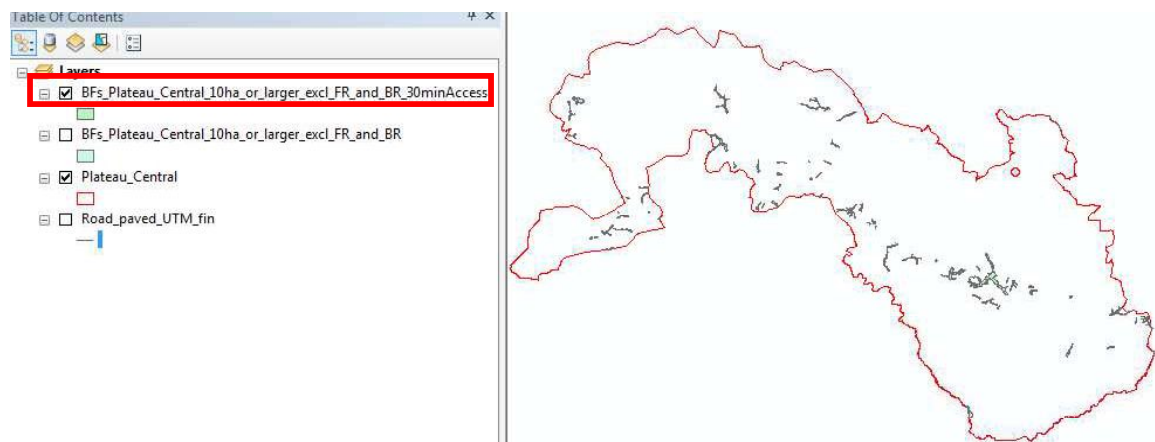 Table Of Contents
Layers
BFs_Plateau_Central_10ha_or_larger_excl_FR_and_BR_30minAccess
BFs_Plateau_Central_10ha_or_larger_excl_FR_and_BR
Plateau_Central
Road_paved_UTM_fin